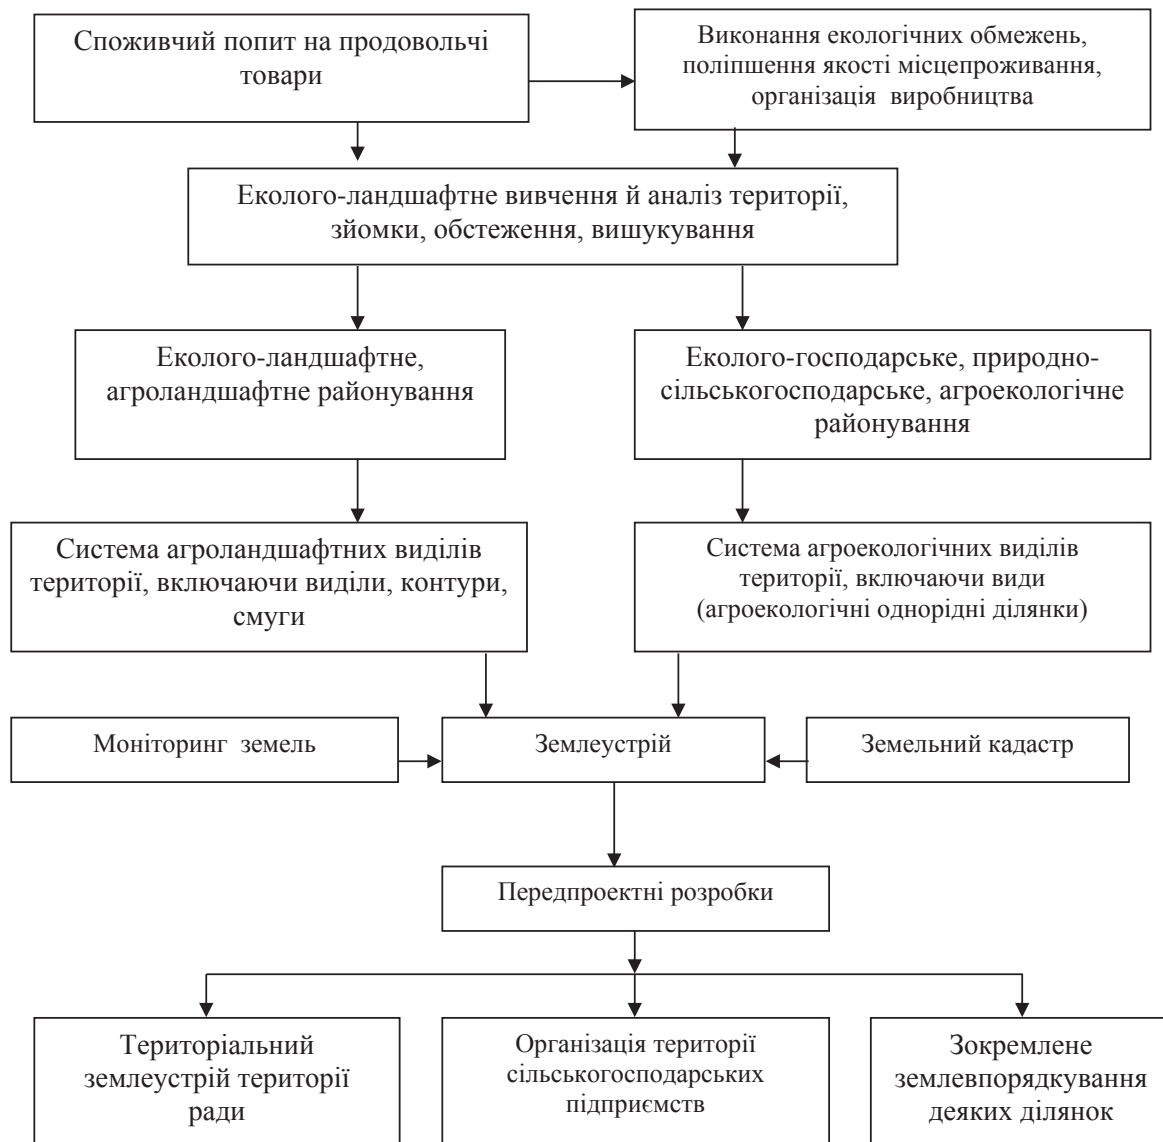 Споживчий попит на продовольчі
товари
Виконання екологічних обмежень,
поліпшення якості місцепроживання,
організація виробництва
Еколого-ландшафтне вивчення й аналіз території,
зйомки, обстеження, вишукування
Еколого-ландшафтне,
агроландшафтне районування
Еколого-господарське, природно-
сільськогосподарське, агроекологічне
районування
Система агроландшафтних виділів
території, включаючи виділи, контури,
смуги
Система агроекологічних виділів
території, включаючи види
(агроекологічні однорідні ділянки)
Моніторинг земель
Землеустрій
Земельний кадастр
Передпроектні розробки
Територіальний
землеустрій території
ради
Організація території
сільськогосподарських
підприємств
Зокремлене
землевпорядкування
деяких ділянок